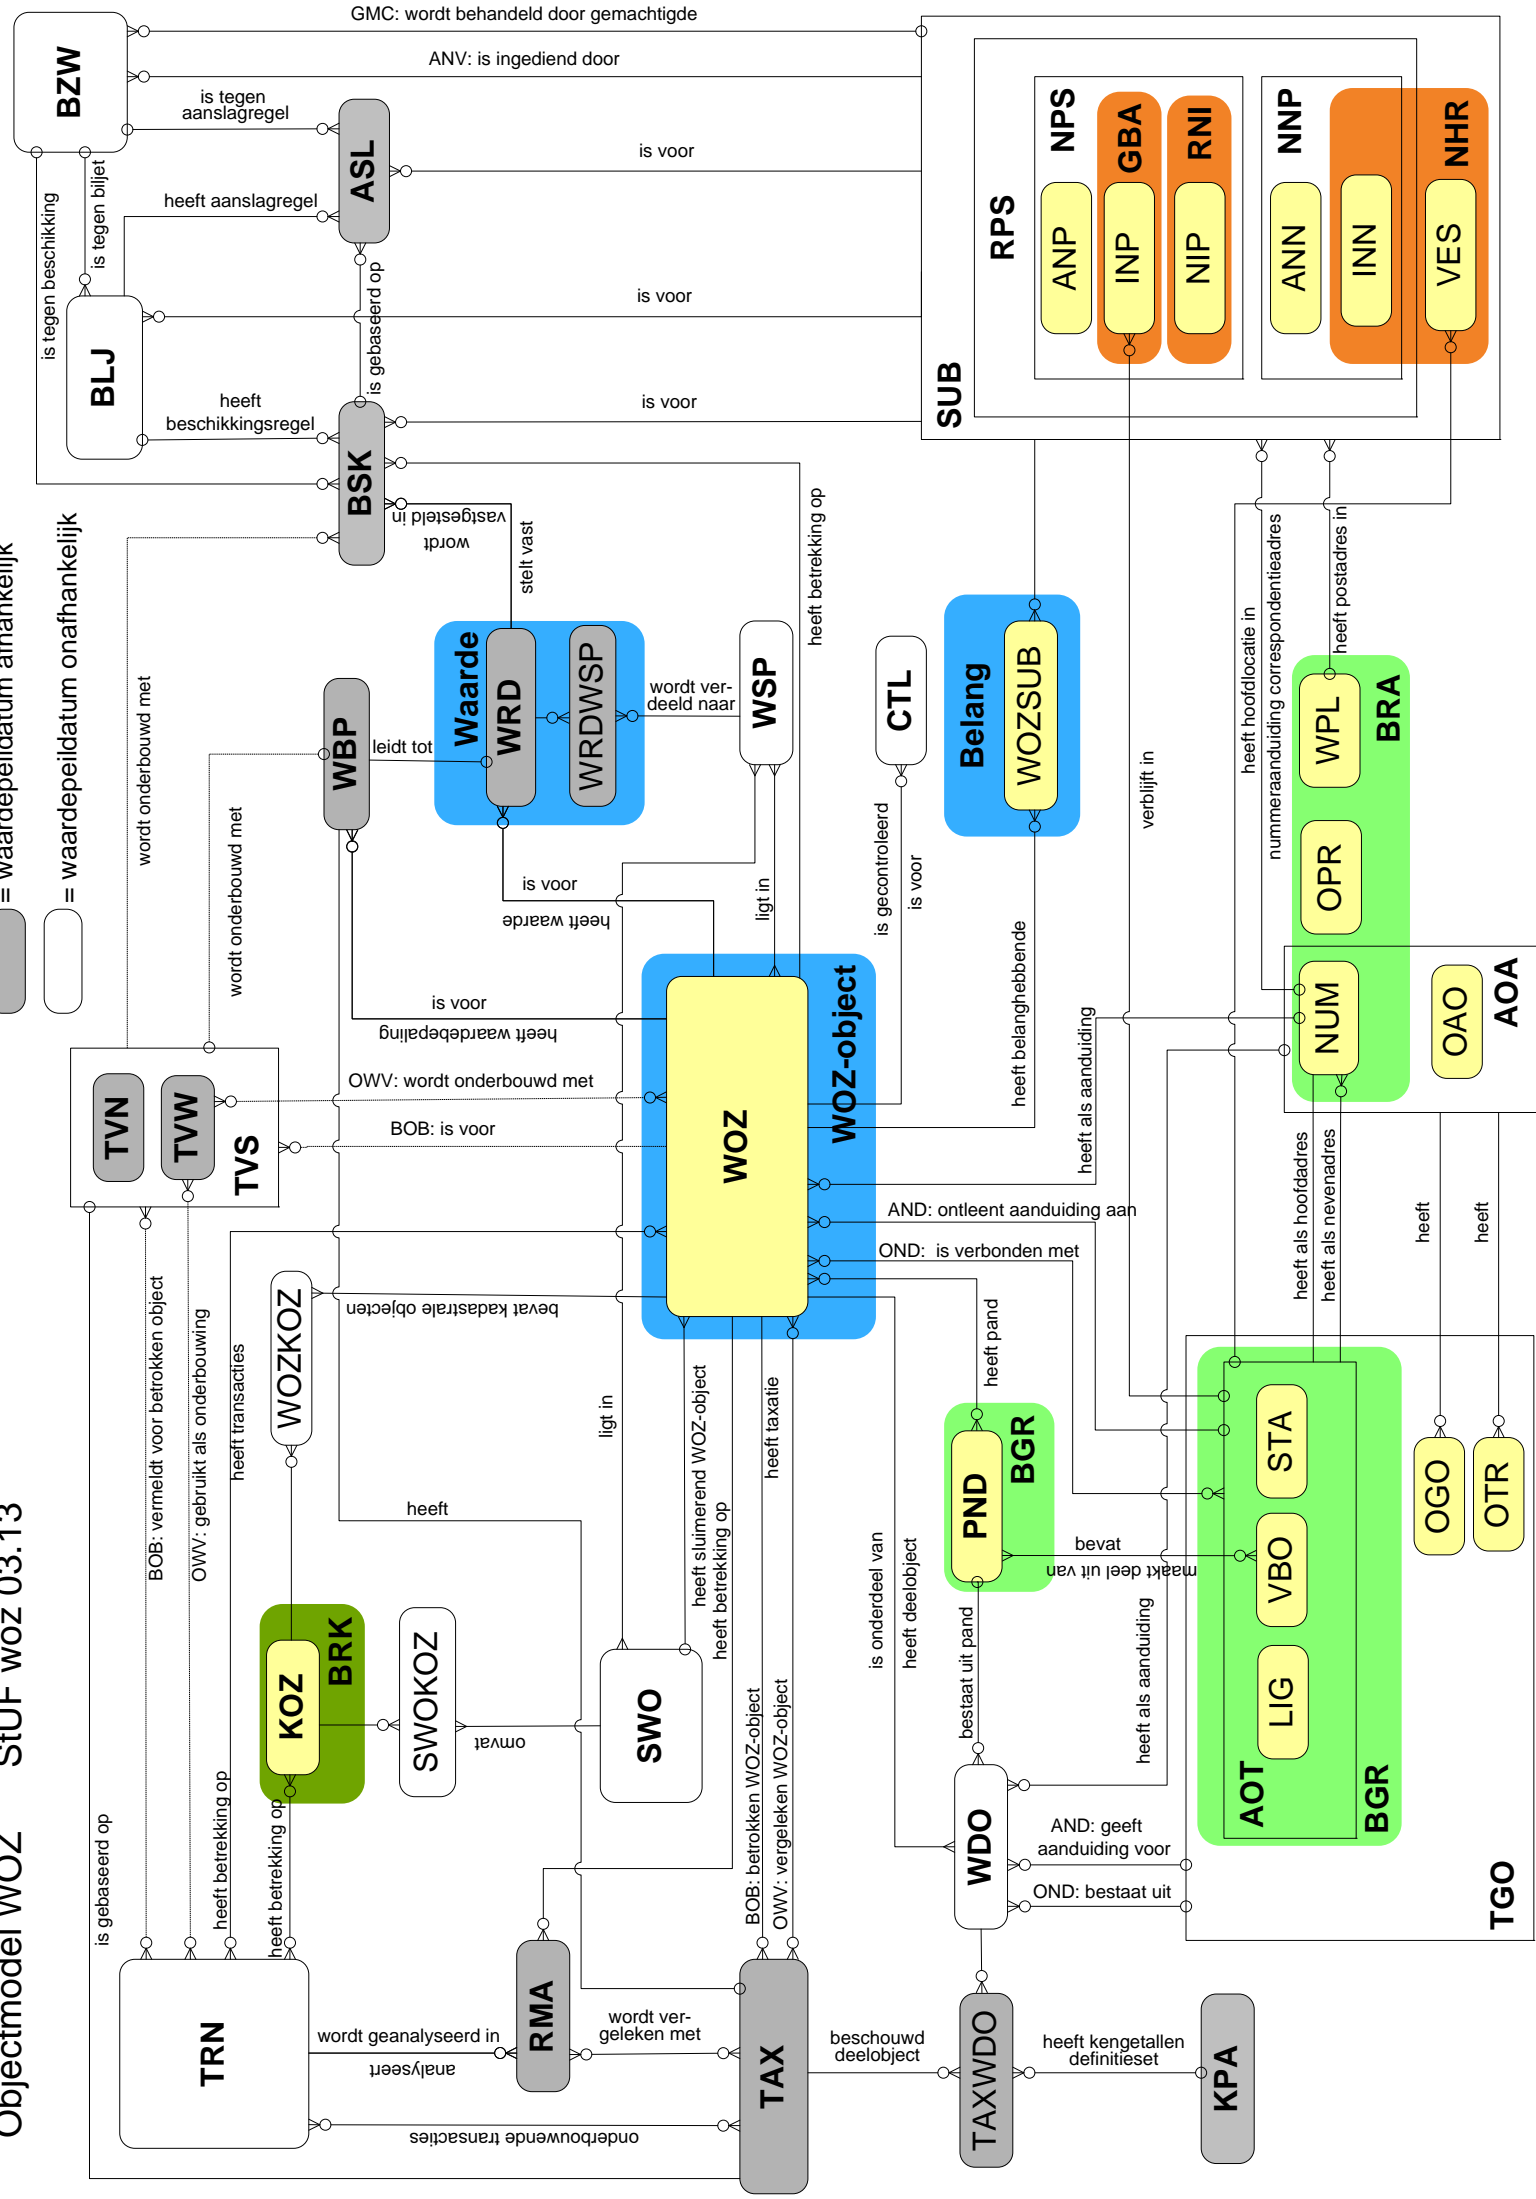 Objectmodel WOZ StUF woz 03.13
= waardepeildatum afhankelijk
= waardepeildatum onafhankelijk
GMC: wordt behandeld door gemachtigde
ANV: is ingediend door
BZW
is tegen
aanslagregel
is tegen beschikking
is tegen biljet
ASL
is voor
heeft aanslagregel
BLJ
is voor
is gebaseerd op
heeft
beschikkingsregel
is voor
BSK
wordt
vastgesteld in
stelt vast
heeft betrekking op
wordt onderbouwd met
wordt onderbouwd met
WBP
leidt tot
Waarde
WRD
WRDWSP
wordt ver-
deeld naar
WSP
CTL
is gecontroleerd
is voor
Belang
WOZSUB
heeft belanghebbende
SUB
RPS
NPS
ANP
GBA
INP
RNI
NIP
NNP
ANN
INN
NHR
VES
is voor
heeft waarde
ligt in
is voor
heeft waardebepaling
TVN
TVW
TVS
OWV: wordt onderbouwd met
BOB: is voor
WOZ
WOZ-object
heeft als aanduiding
AND: ontleent aanduiding aan
OND: is verbonden met
verblijft in
heeft hoofdlocatie in
nummeraanduiding correspondentieadres
heeft postadres in
WPL
BRA
OPR
NUM
OAO
AOA
heeft als hoofdadres
heeft als nevenadres
heeft
heeft
BOB: vermeldt voor betrokken object
OWV: gebruikt als onderbouwing
heeft transacties
WOZKOZ
bevat kadastrale objecten
heeft
ligt in
heeft sluimerend WOZ-object
heeft betrekking op
heeft taxatie
heeft pand
PND
BGR
bevat
maakt deel uit van
is onderdeel van
heeft deelobject
bestaat uit pand
heeft als aanduiding
STA
VBO
LIG
AOT
BGR
OGO
OTR
TGO
KOZ
BRK
SWOKOZ
omvat
SWO
is gebaseerd op
heeft betrekking op
heeft betrekking op
BOB: betrokken WOZ-object
OWV: vergeleken WOZ-object
WDO
AND: geeft
aanduiding voor
OND: bestaat uit
TRN
wordt geanalyseerd in
analyseert
RMA
wordt ver-
geleken met
onderbouwende transacties
TAX
beschouwd
deelobject
TAXWDO
heeft kengetallen
definitieset
KPA